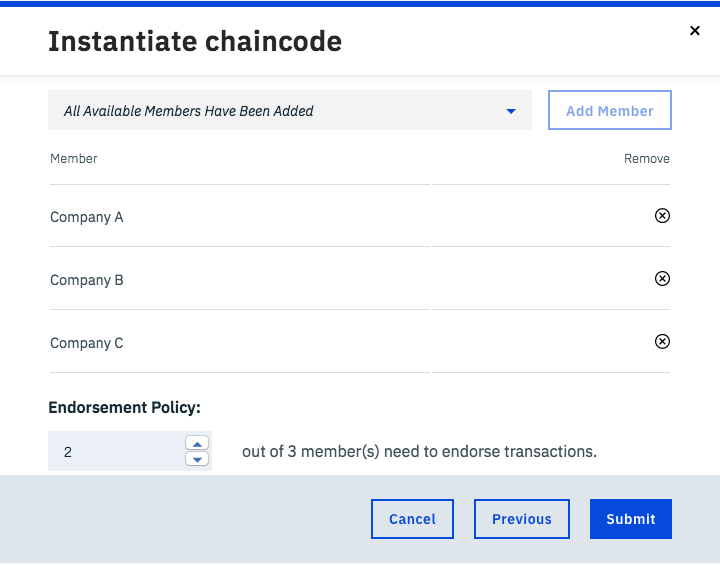 Instantiate chaincode
All Available Members Have Been Added
Add Member
Member Remove
Company A
Company B
Company C
Endorsement Policy:
2 out of 3 member(s) need to endorse transactions.
Cancel Previous Submit